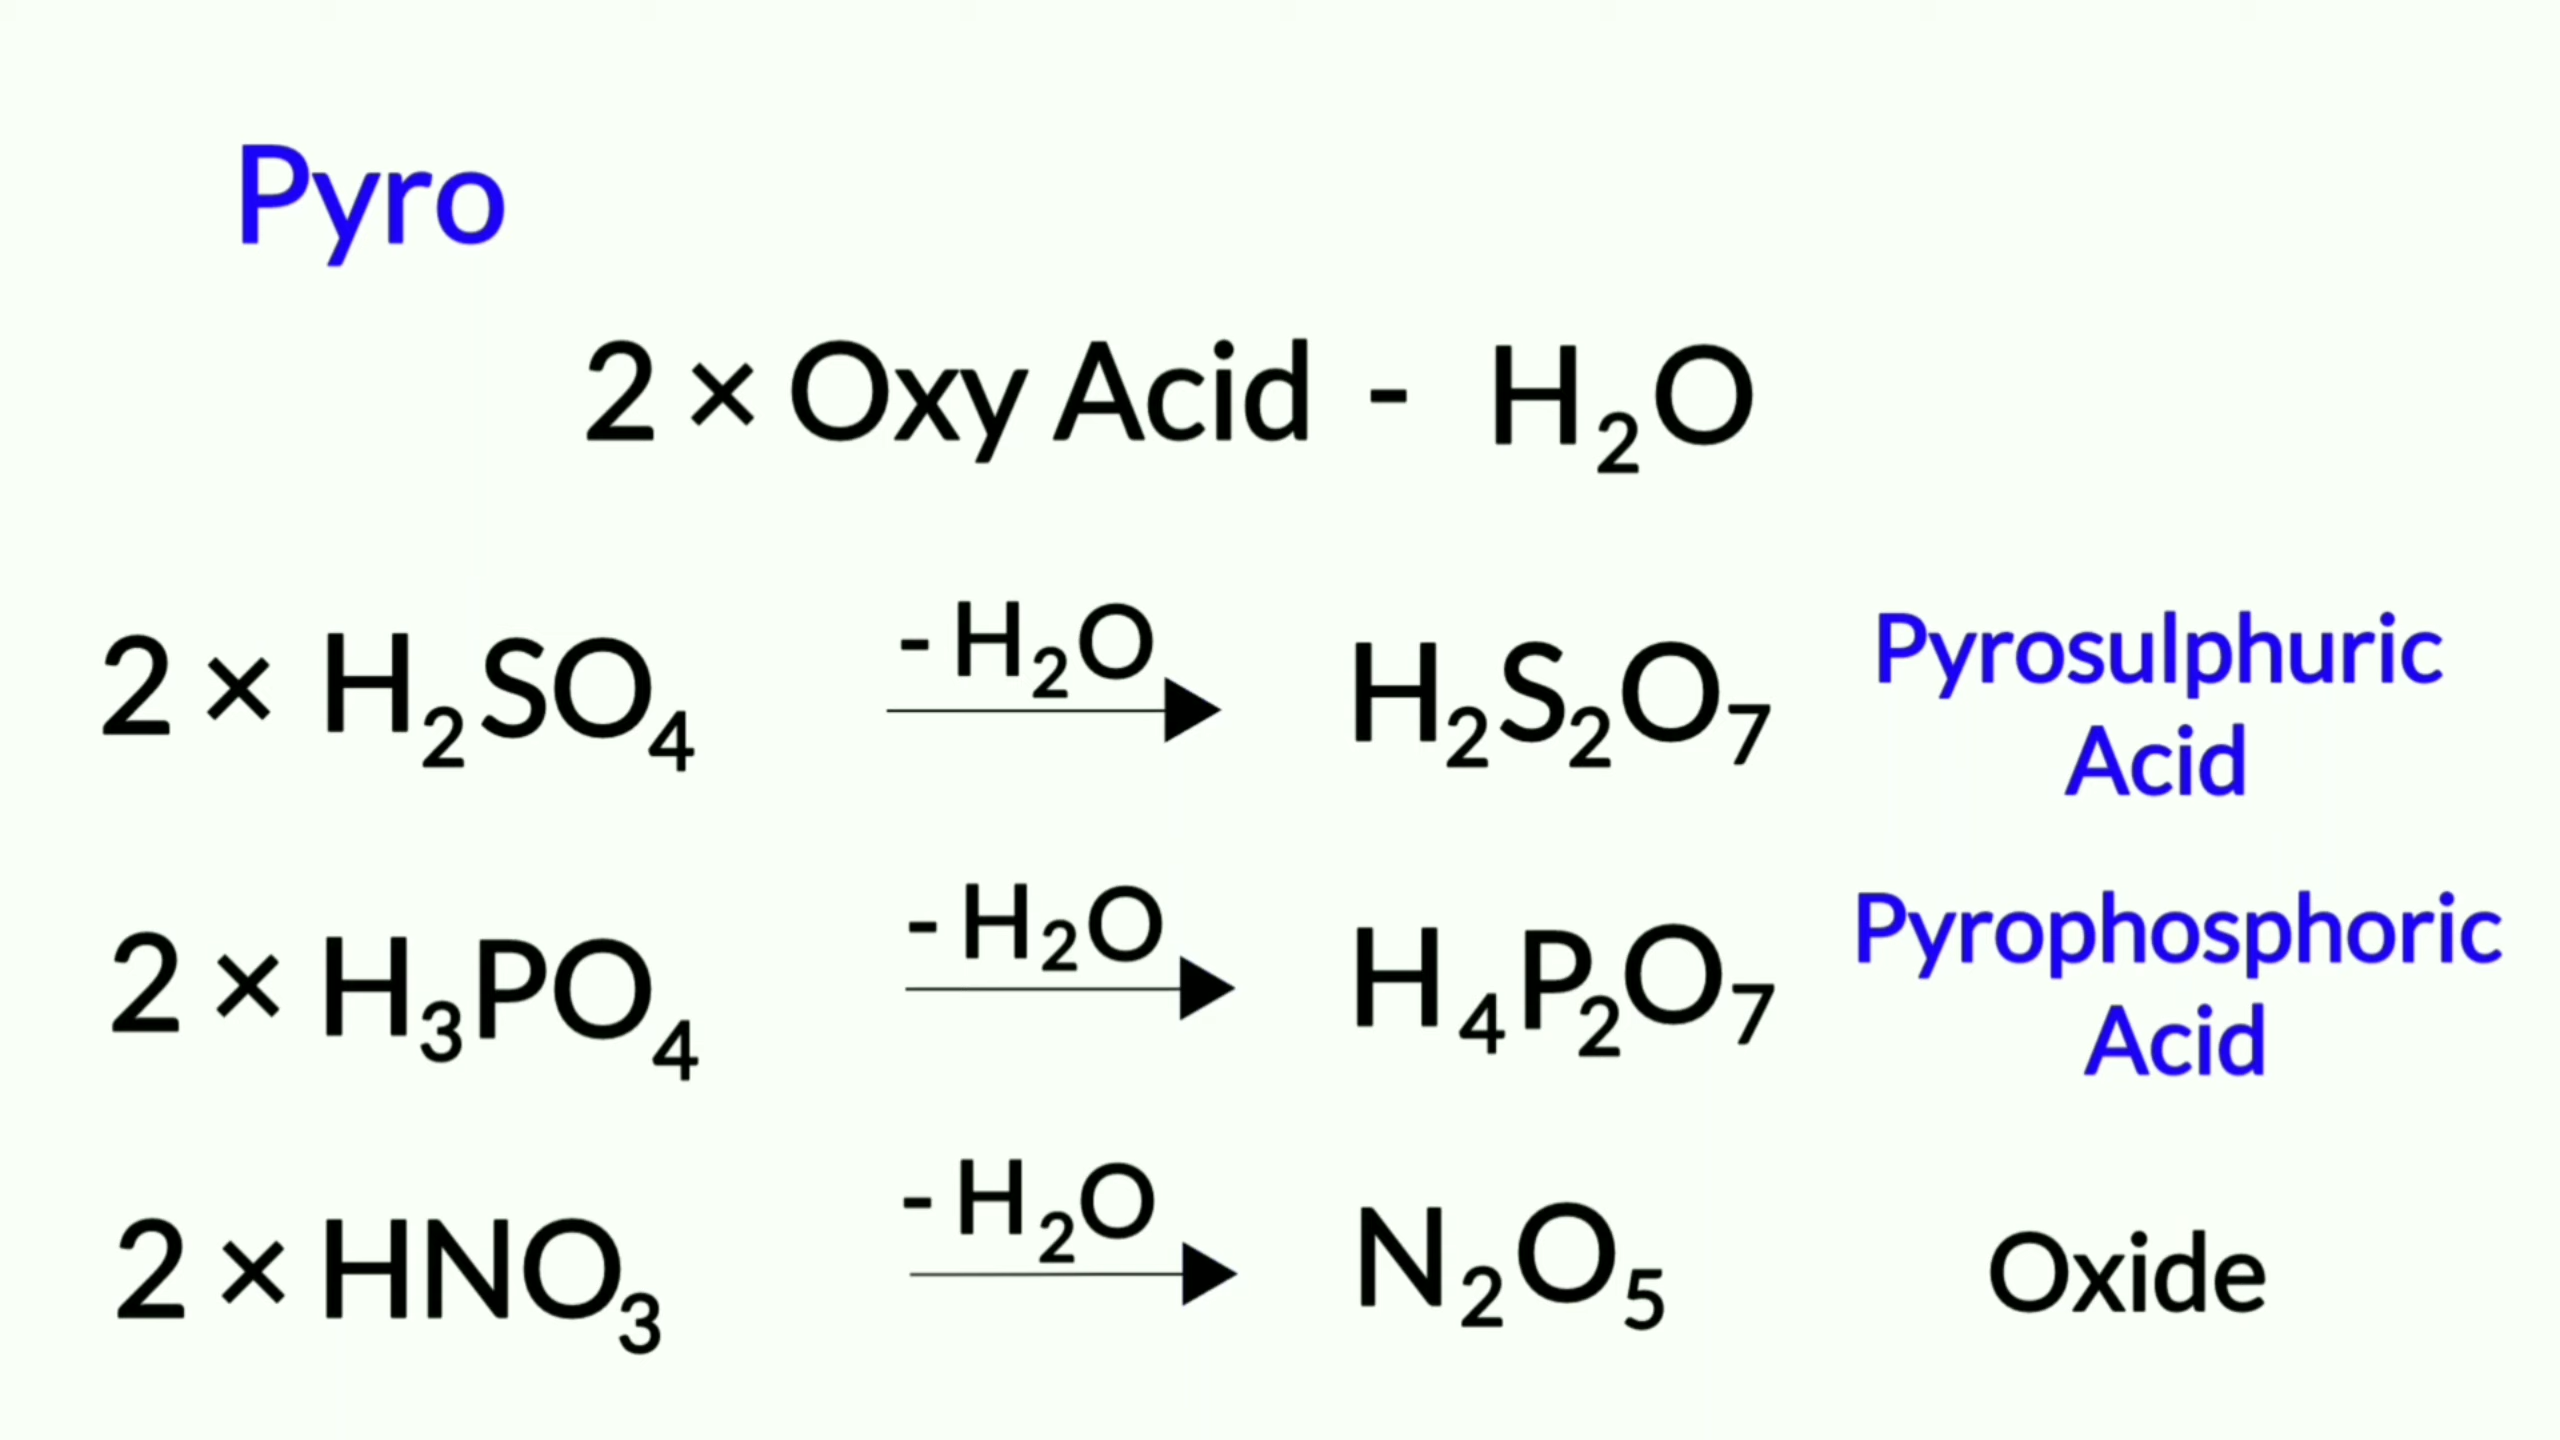 Pyro
2 × Oxy Acid - H₂O
2 × H₂SO₄ - H₂O H₂S₂O₇ Pyrosulphuric Acid
2 × H₃PO₄ - H₂O H₄P₂O₇ Pyrophosphoric Acid
2 × HNO₃ - H₂O N₂O₅ Oxide